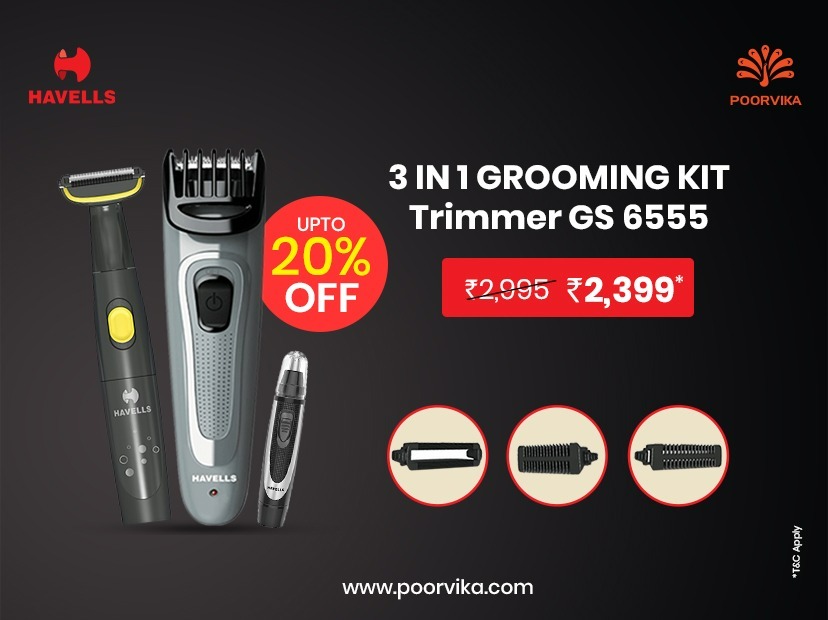 HAVELLS
POORVIKA
3 IN 1 GROOMING KIT
Trimmer GS 6555
UPTO
20%
OFF
₹2,995 ₹2,399*
HAVELLS
HAVELLS
HAVELLS
*T&C Apply
www.poorvika.com